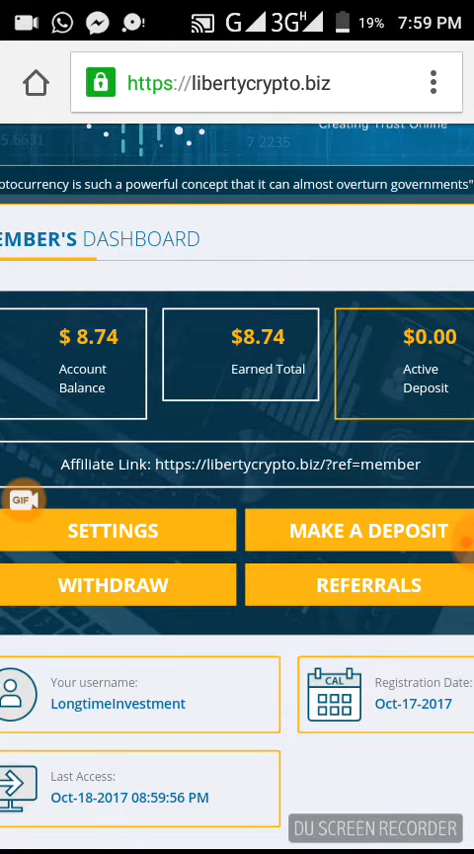 G 3G H 19% 7:59 PM
https://libertycrypto.biz
Creating Trust Online
5.6631
7.2235
ptocurrency is such a powerful concept that it can almost overturn governments"
EMBER'S DASHBOARD
$ 8.74 $8.74 $0.00
Account Earned Total Active
Balance Deposit
Affiliate Link: https://libertycrypto.biz/?ref=member
GIF
SETTINGS MAKE A DEPOSIT
WITHDRAW REFERRALS
Your username: CAL Registration Date:
LongtimeInvestment Oct-17-2017
Last Access:
Oct-18-2017 08:59:56 PM
DU SCREEN RECORDER